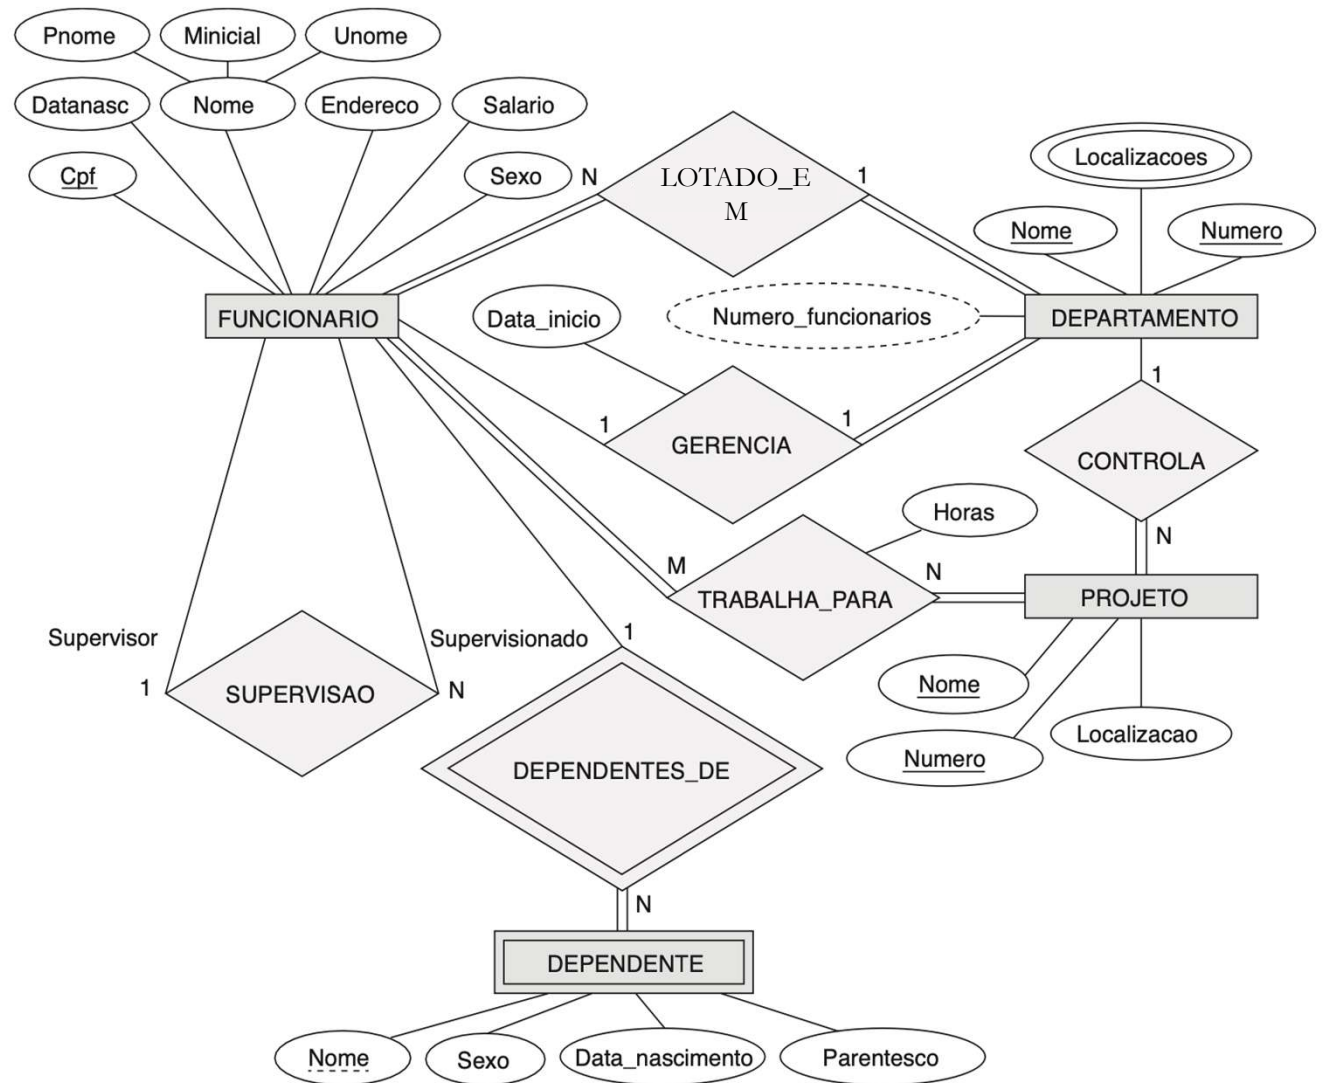 Pnome
Minicial
Unome
Datanasc
Nome
Endereco
Salario
Cpf
Sexo
N
LOTADO_E
M
1
Localizacoes
Nome
Numero
FUNCIONARIO
Data_inicio
Numero_funcionarios
DEPARTAMENTO
1
GERENCIA
1
1
CONTROLA
N
Horas
M
TRABALHA_PARA
N
PROJETO
Supervisor
1
SUPERVISAO
Supervisionado
N
1
Nome
Numero
Localizacao
DEPENDENTES_DE
N
DEPENDENTE
Nome
Sexo
Data_nascimento
Parentesco